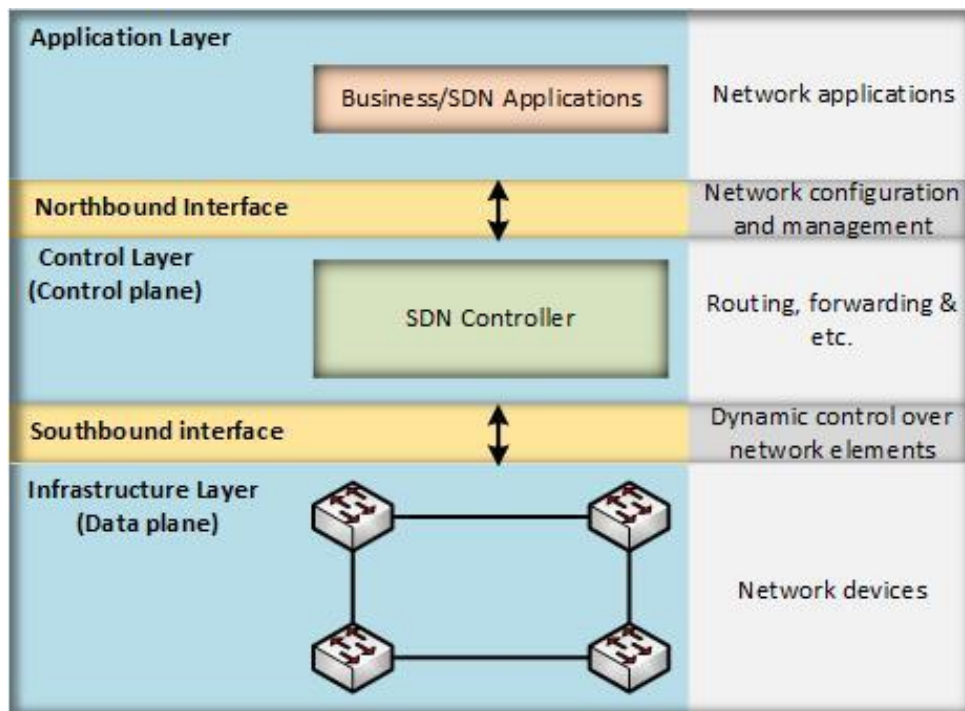 Application Layer
Business/SDN Applications
Network applications
Northbound Interface
Network configuration
and management
Control Layer
(Control plane)
SDN Controller
Routing, forwarding &
etc.
Southbound interface
Dynamic control over
network elements
Infrastructure Layer
(Data plane)
Network devices